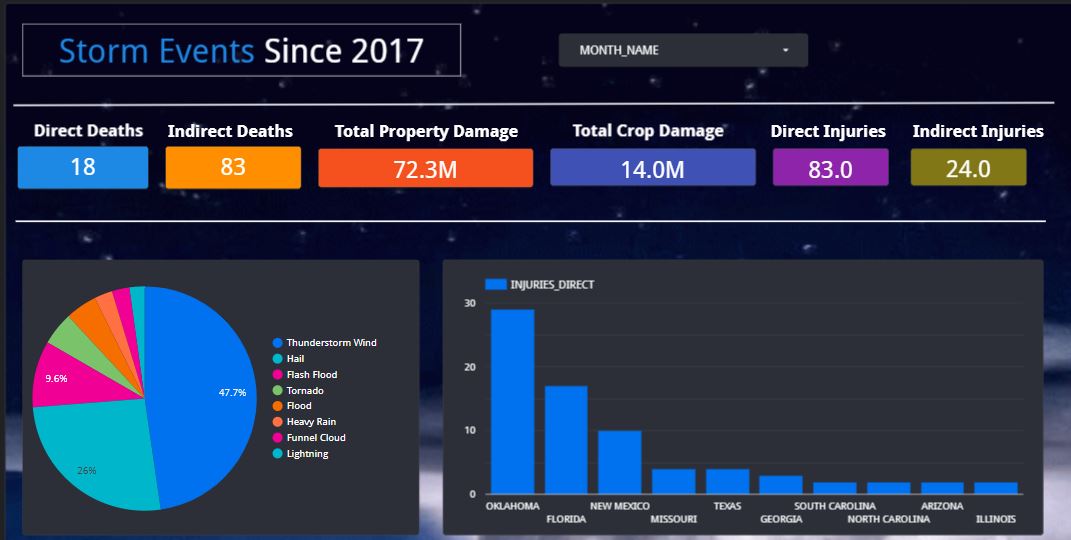 Storm Events Since 2017
MONTH_NAME
Direct Deaths
Indirect Deaths
Total Property Damage
Total Crop Damage
Direct Injuries
Indirect Injuries
18
83
72.3M
14.0M
83.0
24.0
47.7%
26%
9.6%
Thunderstorm Wind
Hail
Flash Flood
Tornado
Flood
Heavy Rain
Funnel Cloud
Lightning
INJURIES_DIRECT
30
20
10
0
OKLAHOMA
FLORIDA
NEW MEXICO
MISSOURI
TEXAS
GEORGIA
SOUTH CAROLINA
NORTH CAROLINA
ARIZONA
ILLINOIS